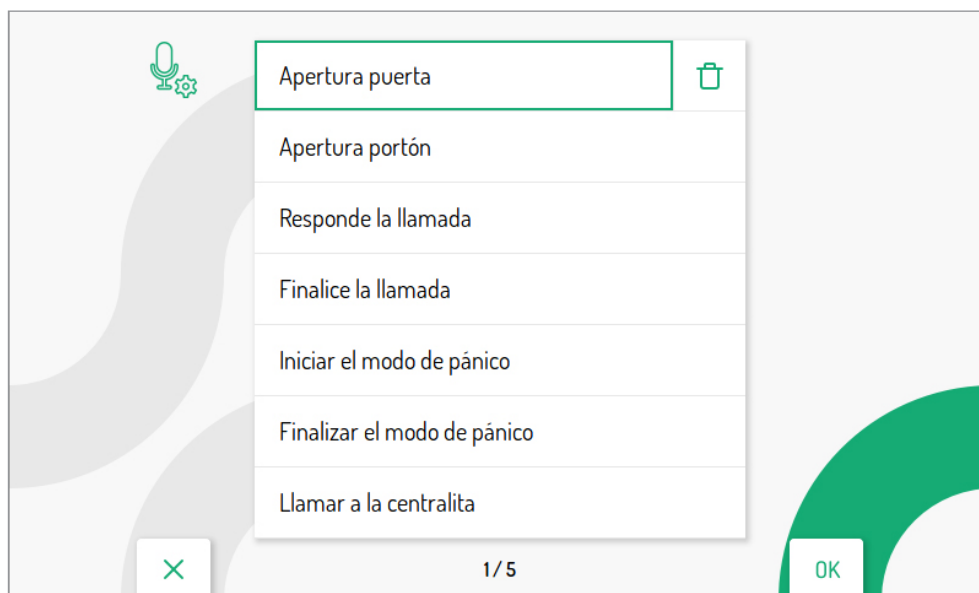 Apertura puerta
Apertura portón
Responde la llamada
Finalice la llamada
Iniciar el modo de pánico
Finalizar el modo de pánico
Llamar a la centralita
1 / 5
OK